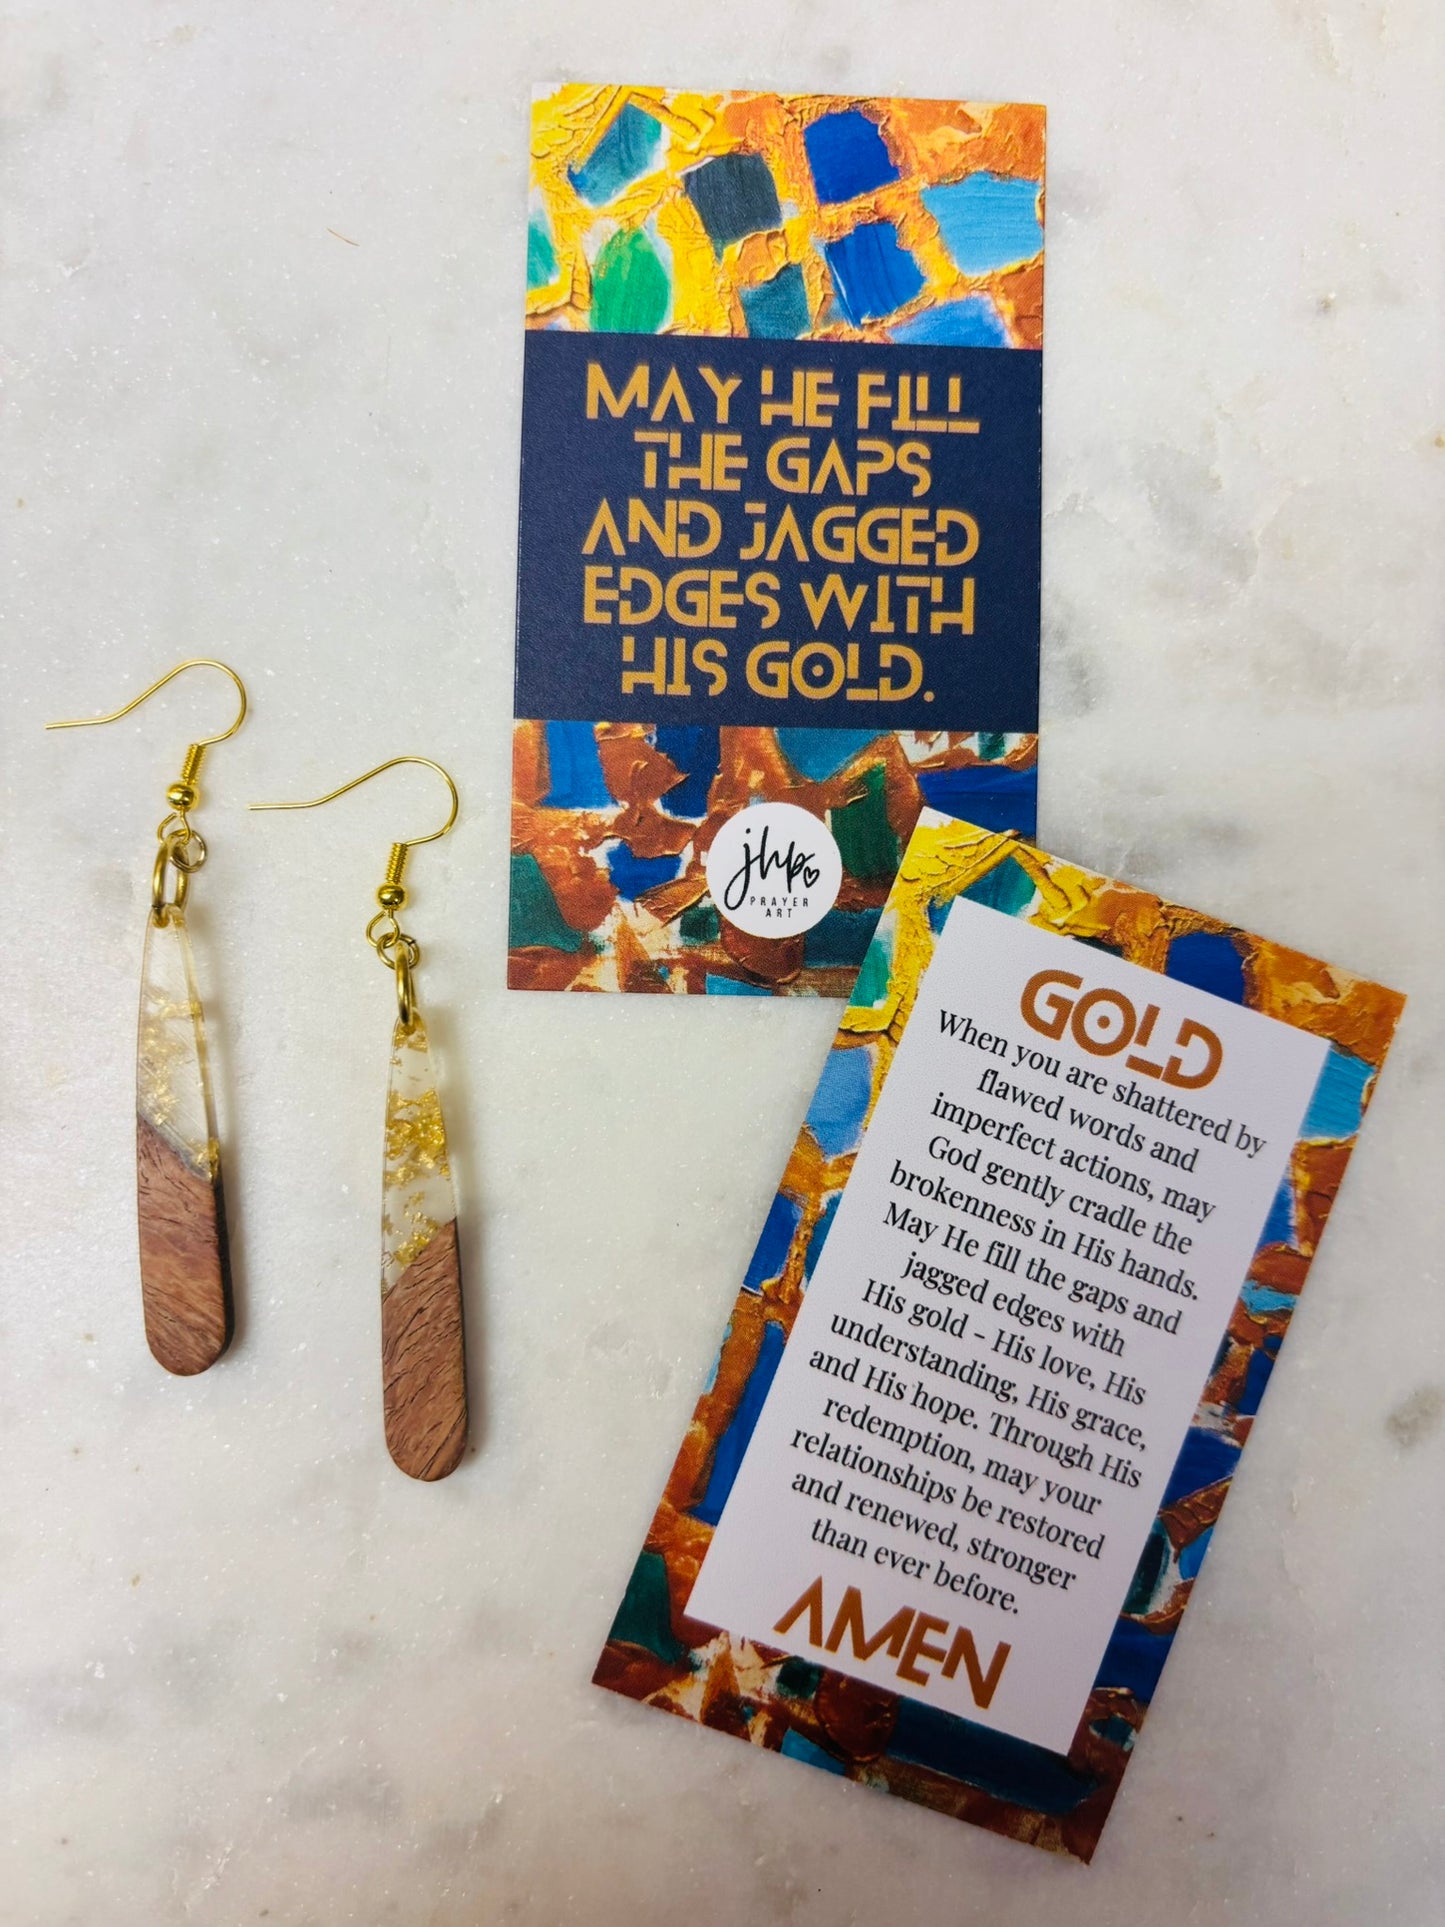 MAY HE FILL
THE GAPS
AND JAGGED
EDGES WITH
HIS GOLD.
jhp
PRAYER
ART
GOLD
When you are shattered by
flawed words and
imperfect actions, may
God gently cradle the
brokenness in His hands.
May He fill the gaps and
jagged edges with
His gold - His love, His
understanding, His grace,
and His hope. Through His
redemption, may your
relationships be restored
and renewed, stronger
than ever before.
AMEN